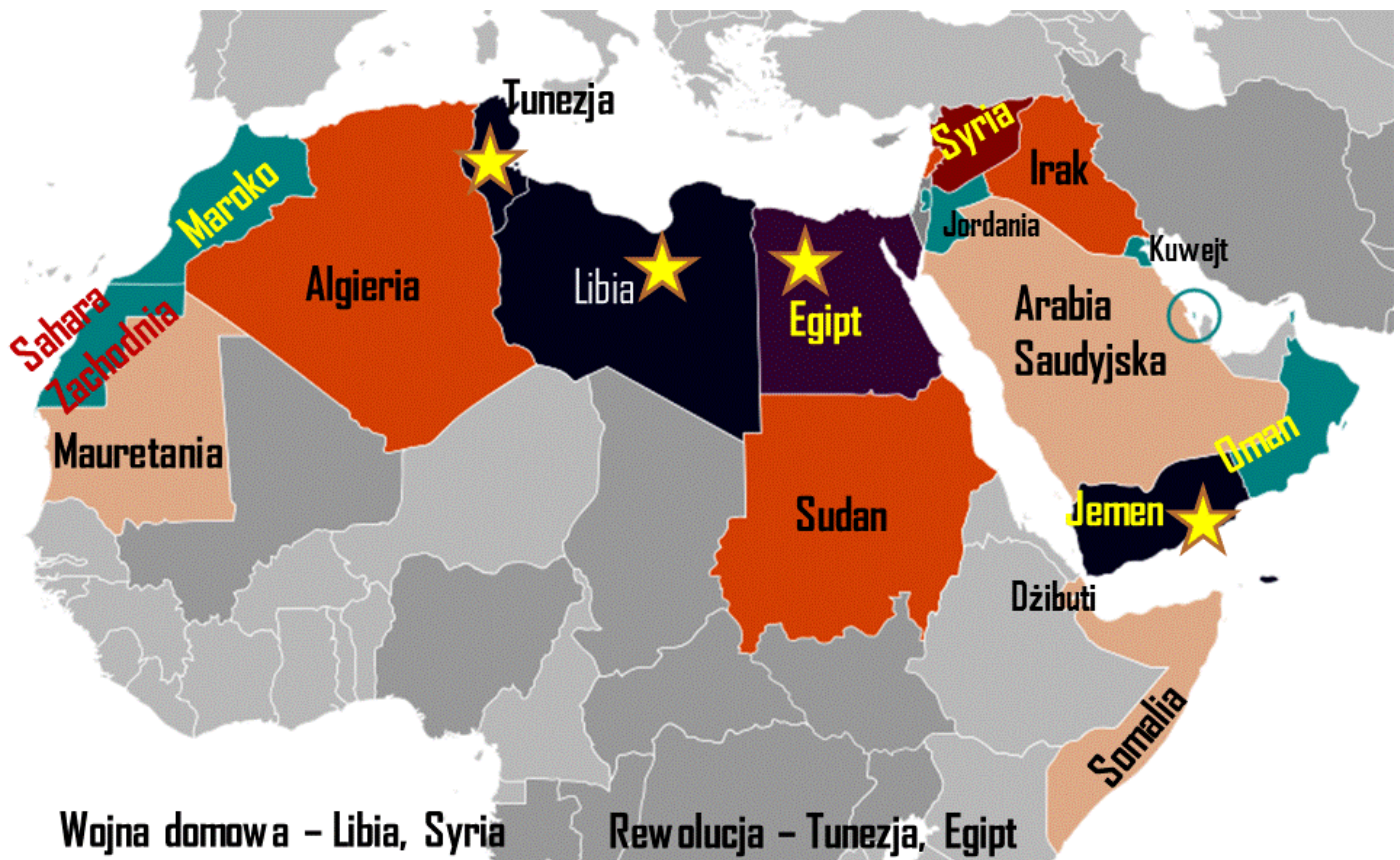 Tunezja
Syria
Irak
Maroko
Jordania
Kuwejt
Algieria
Libia
Egipt
Arabia
Saudyjska
Sahara
Zachodnia
Mauretania
Oman
Sudan
Jemen
Dżibuti
Somalia
Wojna domowa – Libia, Syria
Rewolucja – Tunezja, Egipt